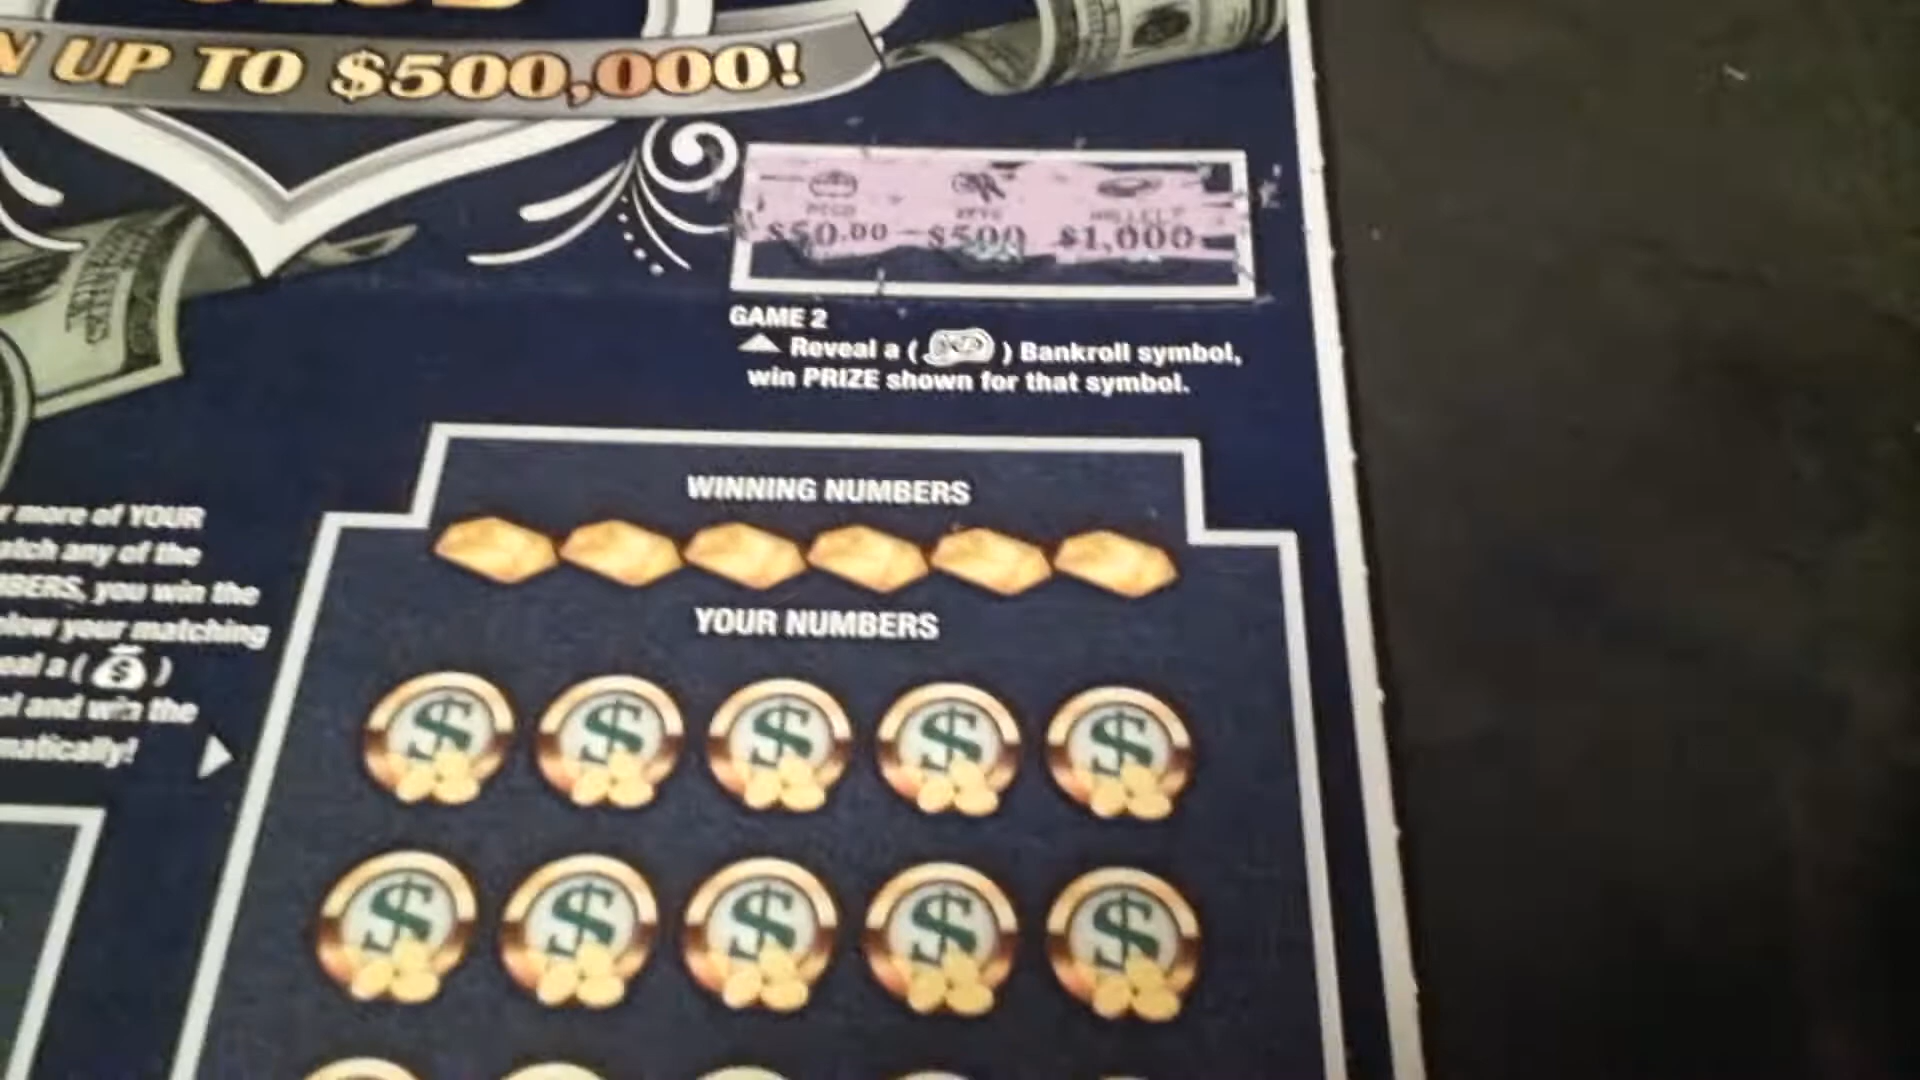 UP TO $500,000!
$50.00 $500 $1,000
GAME 2
Reveal a ( ) Bankroll symbol,
win PRIZE shown for that symbol.
WINNING NUMBERS
YOUR NUMBERS
more of YOUR
any of the
you win the
your matching
a ( $ )
and win the